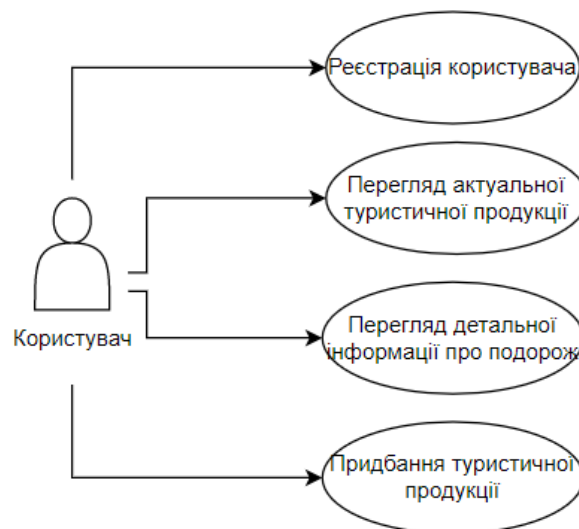 Реєстрація користувача
Перегляд актуальної
туристичної продукції
Користувач
Перегляд детальної
інформації про подорож
Придбання туристичної
продукції